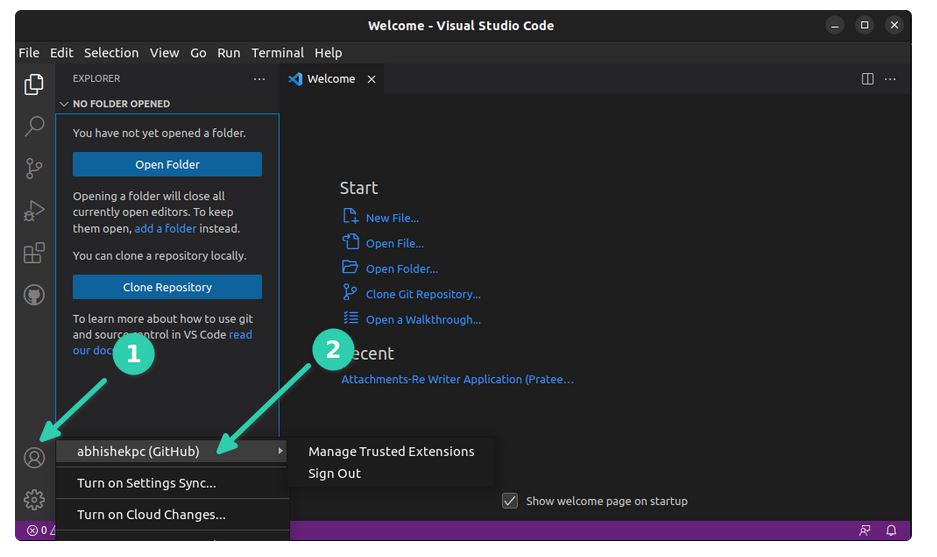 Welcome - Visual Studio Code
File Edit Selection View Go Run Terminal Help
EXPLORER
Welcome
NO FOLDER OPENED
You have not yet opened a folder.
Open Folder
Opening a folder will close all
currently open editors. To keep
them open, add a folder instead.
You can clone a repository locally.
Clone Repository
To learn more about how to use git
and source control in VS Code read
our
1
Start
New File...
Open File...
Open Folder...
Clone Git Repository...
Open a Walkthrough...
2
Recent
Attachments-Re Writer Application (Pratee...
abhishekpc (GitHub)
Manage Trusted Extensions
Sign Out
Turn on Settings Sync...
Turn on Cloud Changes...
Show welcome page on startup
0